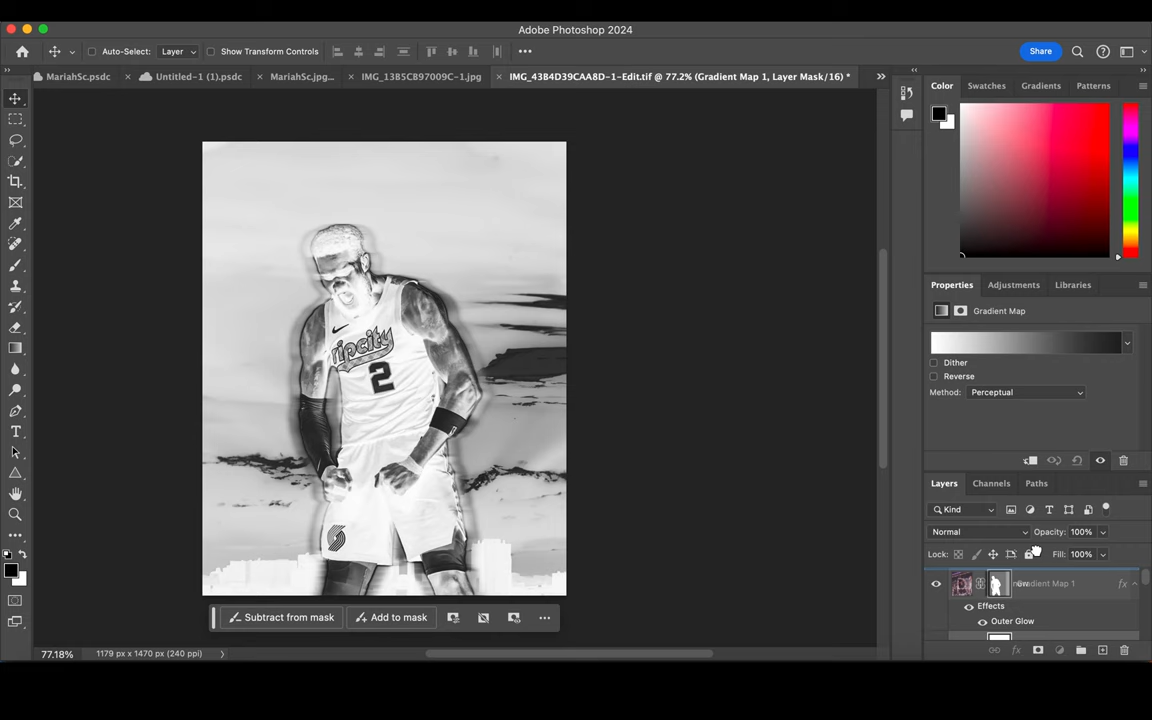 Adobe Photoshop 2024
Auto-Select: Layer Show Transform Controls Share
MariahSc.psdc Untitled-1 (1).psdc MariahSc.jpg... IMG_13B5CB97009C-1.jpg IMG_43B4D39CAA8D-1-Edit.tif @ 77.2% (Gradient Map 1, Layer Mask/16) *
Color Swatches Gradients Patterns
Properties Adjustments Libraries
Gradient Map
Dither
Reverse
Method: Perceptual
ripcity
2
Layers Channels Paths
Kind
Normal Opacity: 100%
Lock: Fill: 100%
Gradient Map 1 fx
Effects
Outer Glow
Subtract from mask Add to mask
77.18% 1179 px x 1470 px (240 ppi)
fx